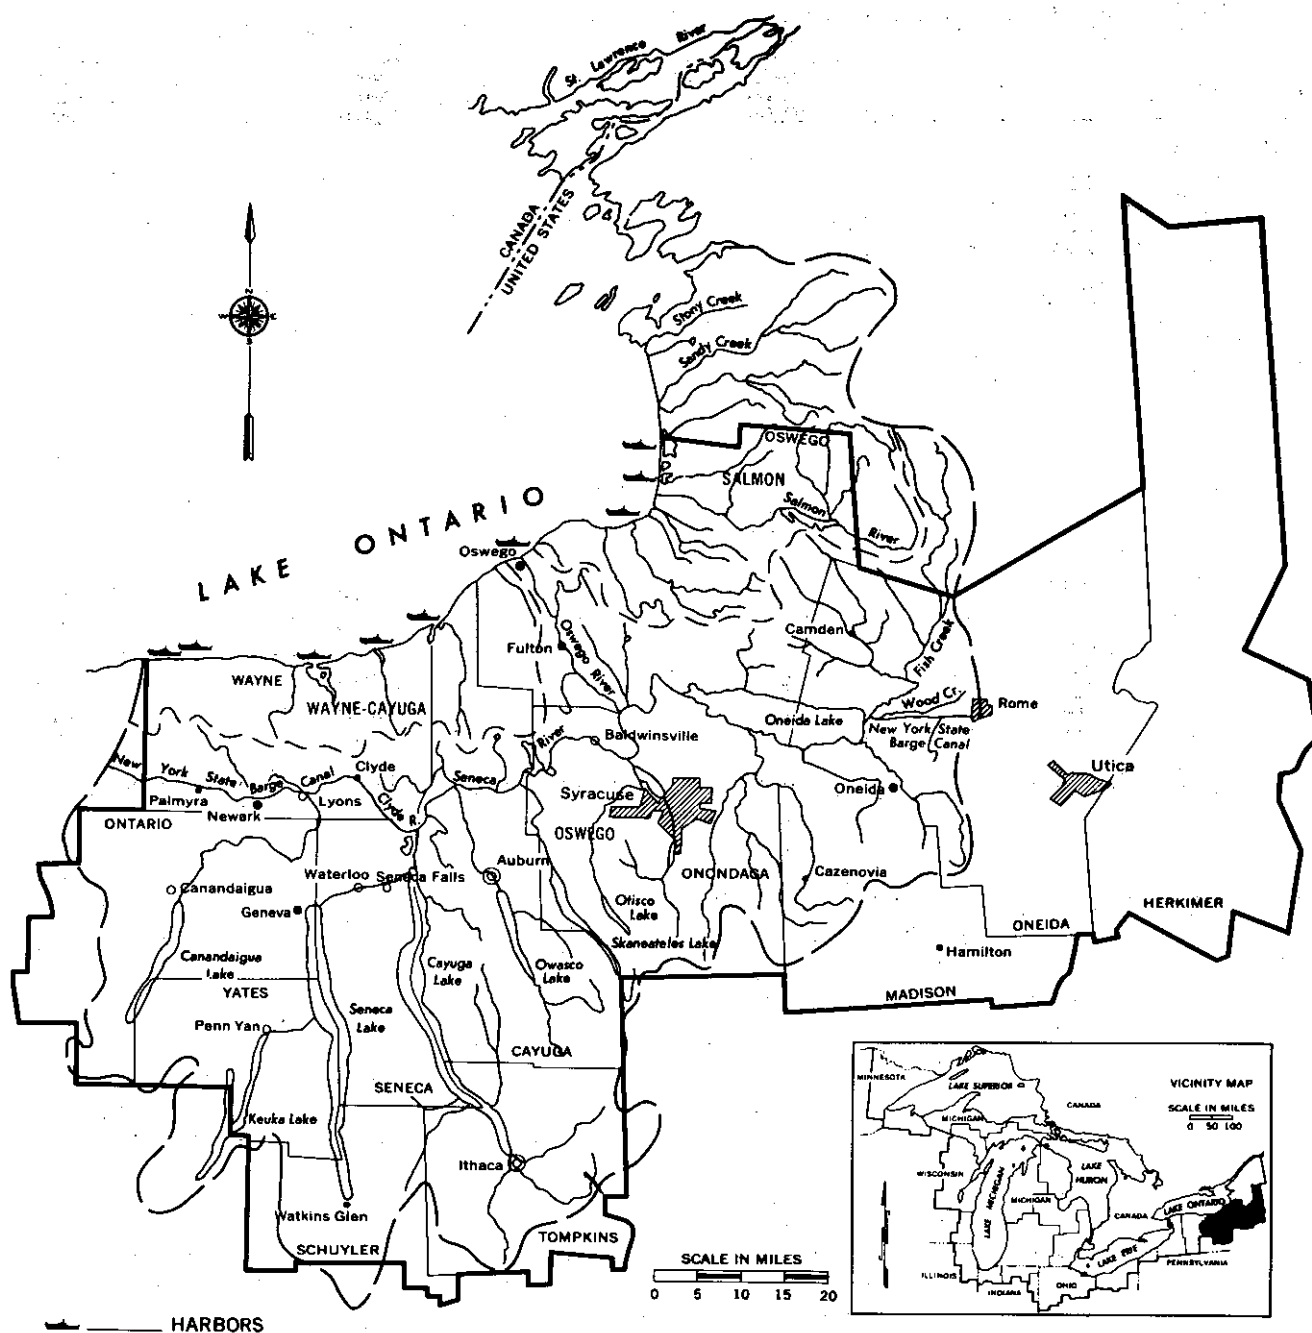 St. Lawrence River
CANADA
UNITED STATES
N
W
E
S
Stony Creek
Sandy Creek
OSWEGO
SALMON
Salmon
River
LAKE ONTARIO
Oswego
Fulton
Oswego River
Camden
Fish Creek
WAYNE
WAYNE-CAYUGA
Oneida Lake
Wood Cr.
Rome
New York State
Barge Canal
Baldwinsville
Seneca River
New York State Barge Canal
Clyde
Clyde R.
Palmyra
Newark
Lyons
Syracuse
Oneida
Utica
ONTARIO
OSWEGO
Auburn
ONONDAGA
Cazenovia
Waterloo
Seneca Falls
Canandaigua
Geneva
Otisco
Lake
Skaneateles Lake
HERKIMER
ONEIDA
Hamilton
MADISON
Canandaigua
Lake
Cayuga
Lake
Owasco
Lake
YATES
Seneca
Lake
Penn Yan
CAYUGA
SENECA
Keuka Lake
Ithaca
Watkins Glen
SCHUYLER
TOMPKINS
SCALE IN MILES
0 5 10 15 20
HARBORS
VICINITY MAP
SCALE IN MILES
0 50 100
MINNESOTA
LAKE SUPERIOR
CANADA
MICHIGAN
WISCONSIN
LAKE MICHIGAN
MICHIGAN
LAKE
HURON
CANADA
LAKE ONTARIO
LAKE ERIE
PENNSYLVANIA
ILLINOIS
INDIANA
OHIO